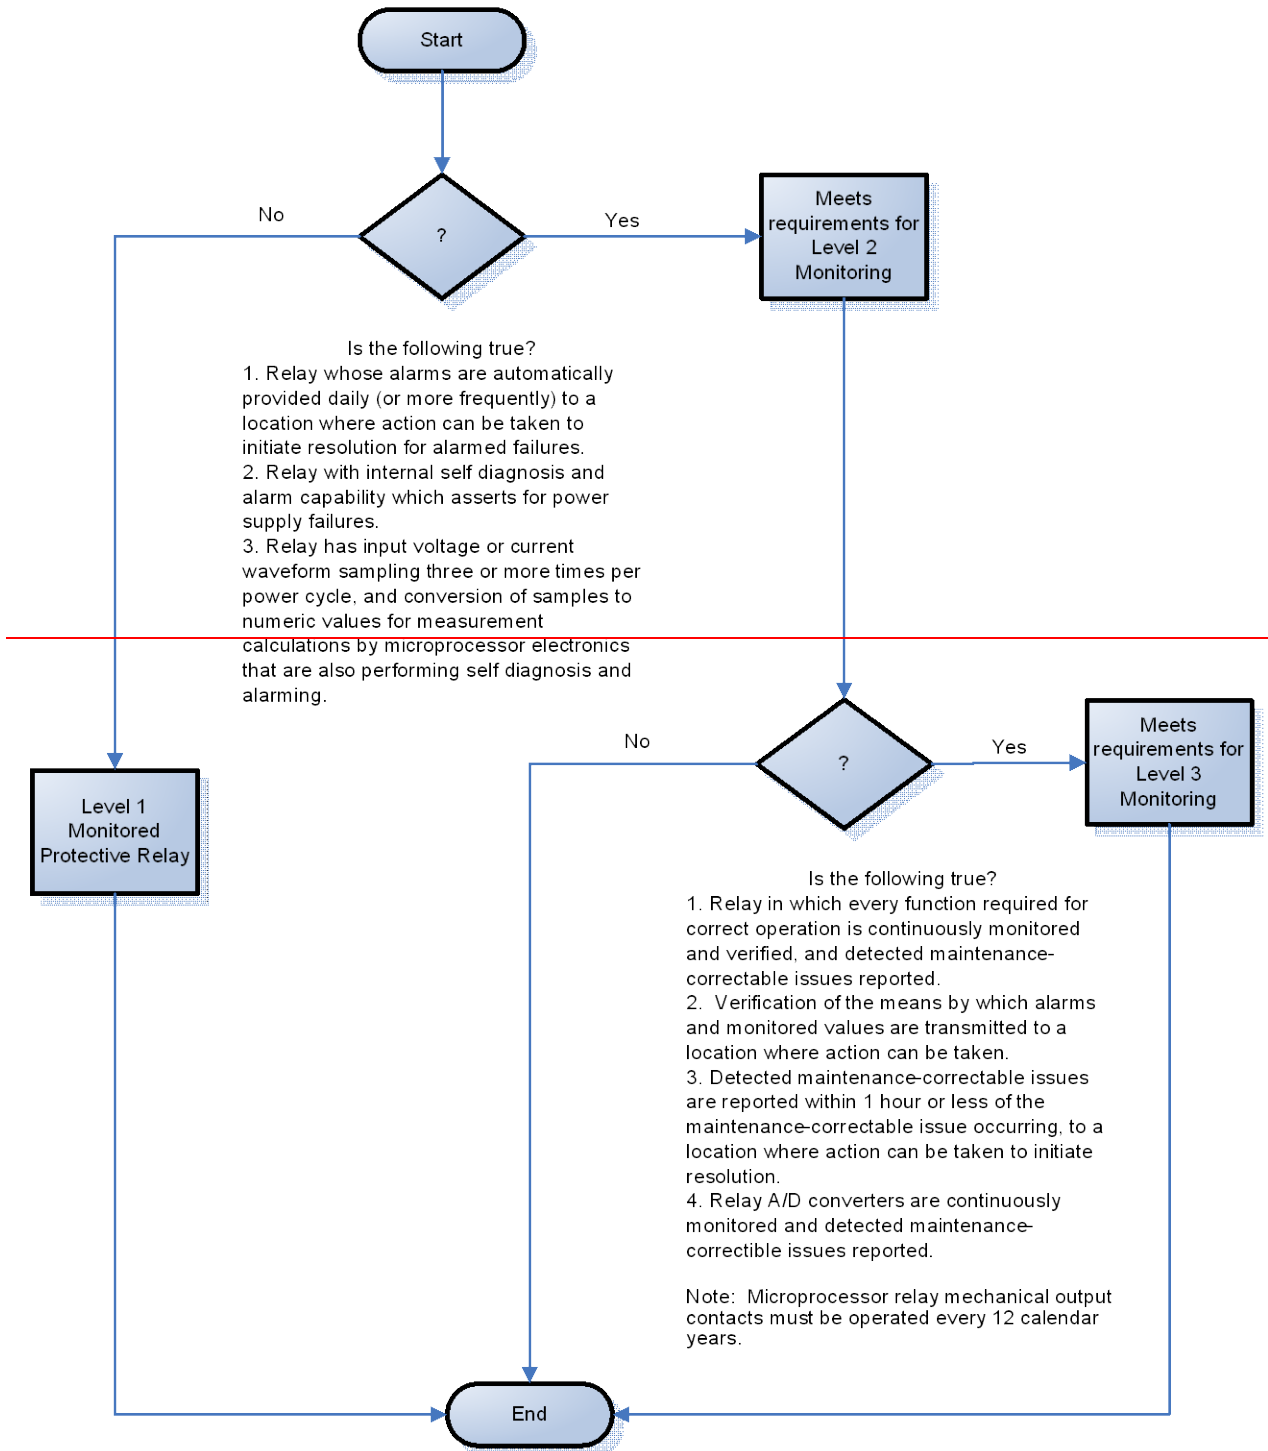 Start
?
No
Yes
Meets
requirements for
Level 2
Monitoring
Is the following true?
1. Relay whose alarms are automatically
provided daily (or more frequently) to a
location where action can be taken to
initiate resolution for alarmed failures.
2. Relay with internal self diagnosis and
alarm capability which asserts for power
supply failures.
3. Relay has input voltage or current
waveform sampling three or more times per
power cycle, and conversion of samples to
numeric values for measurement
calculations by microprocessor electronics
that are also performing self diagnosis and
alarming.
Level 1
Monitored
Protective Relay
?
No
Yes
Meets
requirements for
Level 3
Monitoring
Is the following true?
1. Relay in which every function required for
correct operation is continuously monitored
and verified, and detected maintenance-
correctable issues reported.
2.  Verification of the means by which alarms
and monitored values are transmitted to a
location where action can be taken.
3. Detected maintenance-correctable issues
are reported within 1 hour or less of the
maintenance-correctable issue occurring, to a
location where action can be taken to initiate
resolution.
4. Relay A/D converters are continuously
monitored and detected maintenance-
correctible issues reported.
Note:  Microprocessor relay mechanical output
contacts must be operated every 12 calendar
years.
End